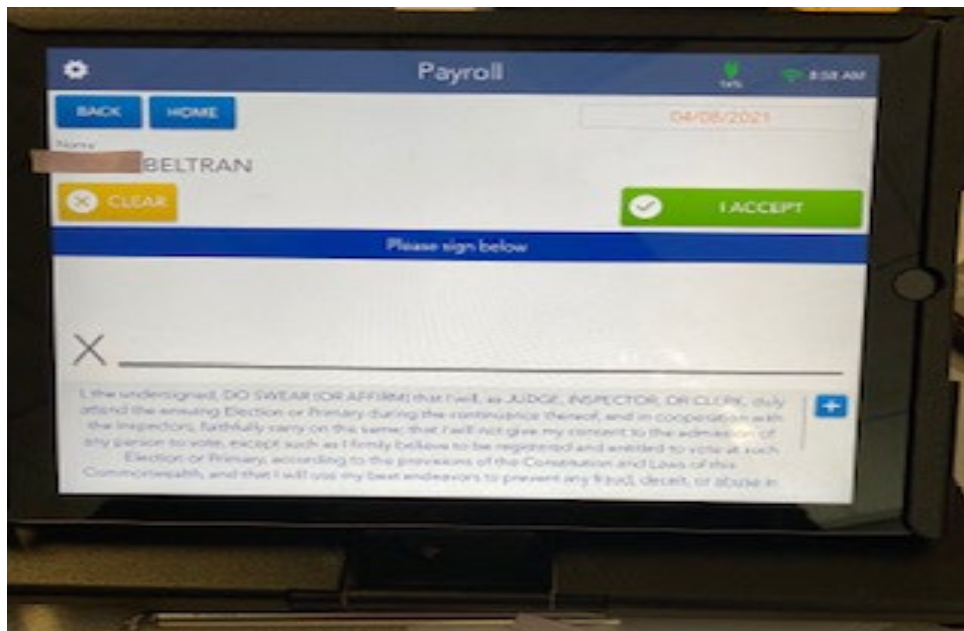 Payroll
8:58 AM
BACK HOME
04/08/2021
Name
BELTRAN
CLEAR
I ACCEPT
Please sign below
X
I, the undersigned, DO SWEAR (OR AFFIRM) that I will, as JUDGE, INSPECTOR, OR CLERK, duly
attend the ensuing Election or Primary during the continuance thereof, and in cooperation with
the Inspectors, faithfully carry on the same; that I will not give my consent to the admission of
any person to vote, except such as I firmly believe to be registered and entitled to vote at such
Election or Primary, according to the provisions of the Constitution and Laws of this
Commonwealth, and that I will use my best endeavors to prevent any fraud, deceit, or abuse in